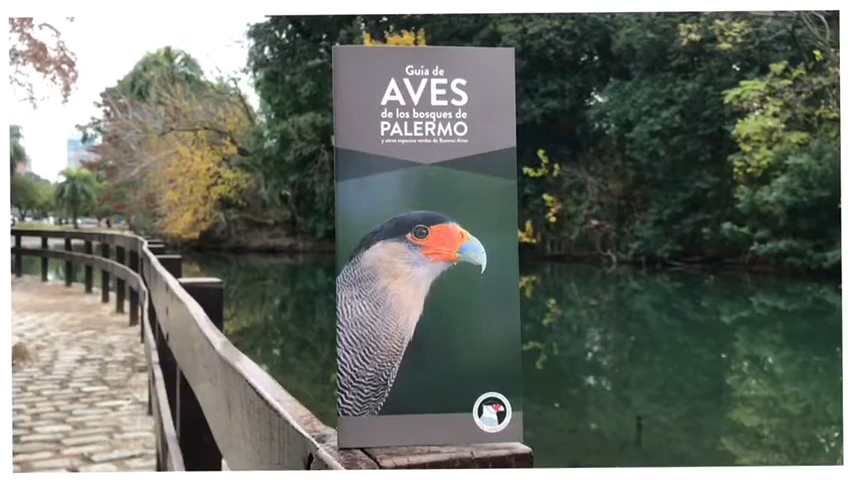 Guía de
AVES
de los bosques de
PALERMO
y otros espacios verdes de Buenos Aires